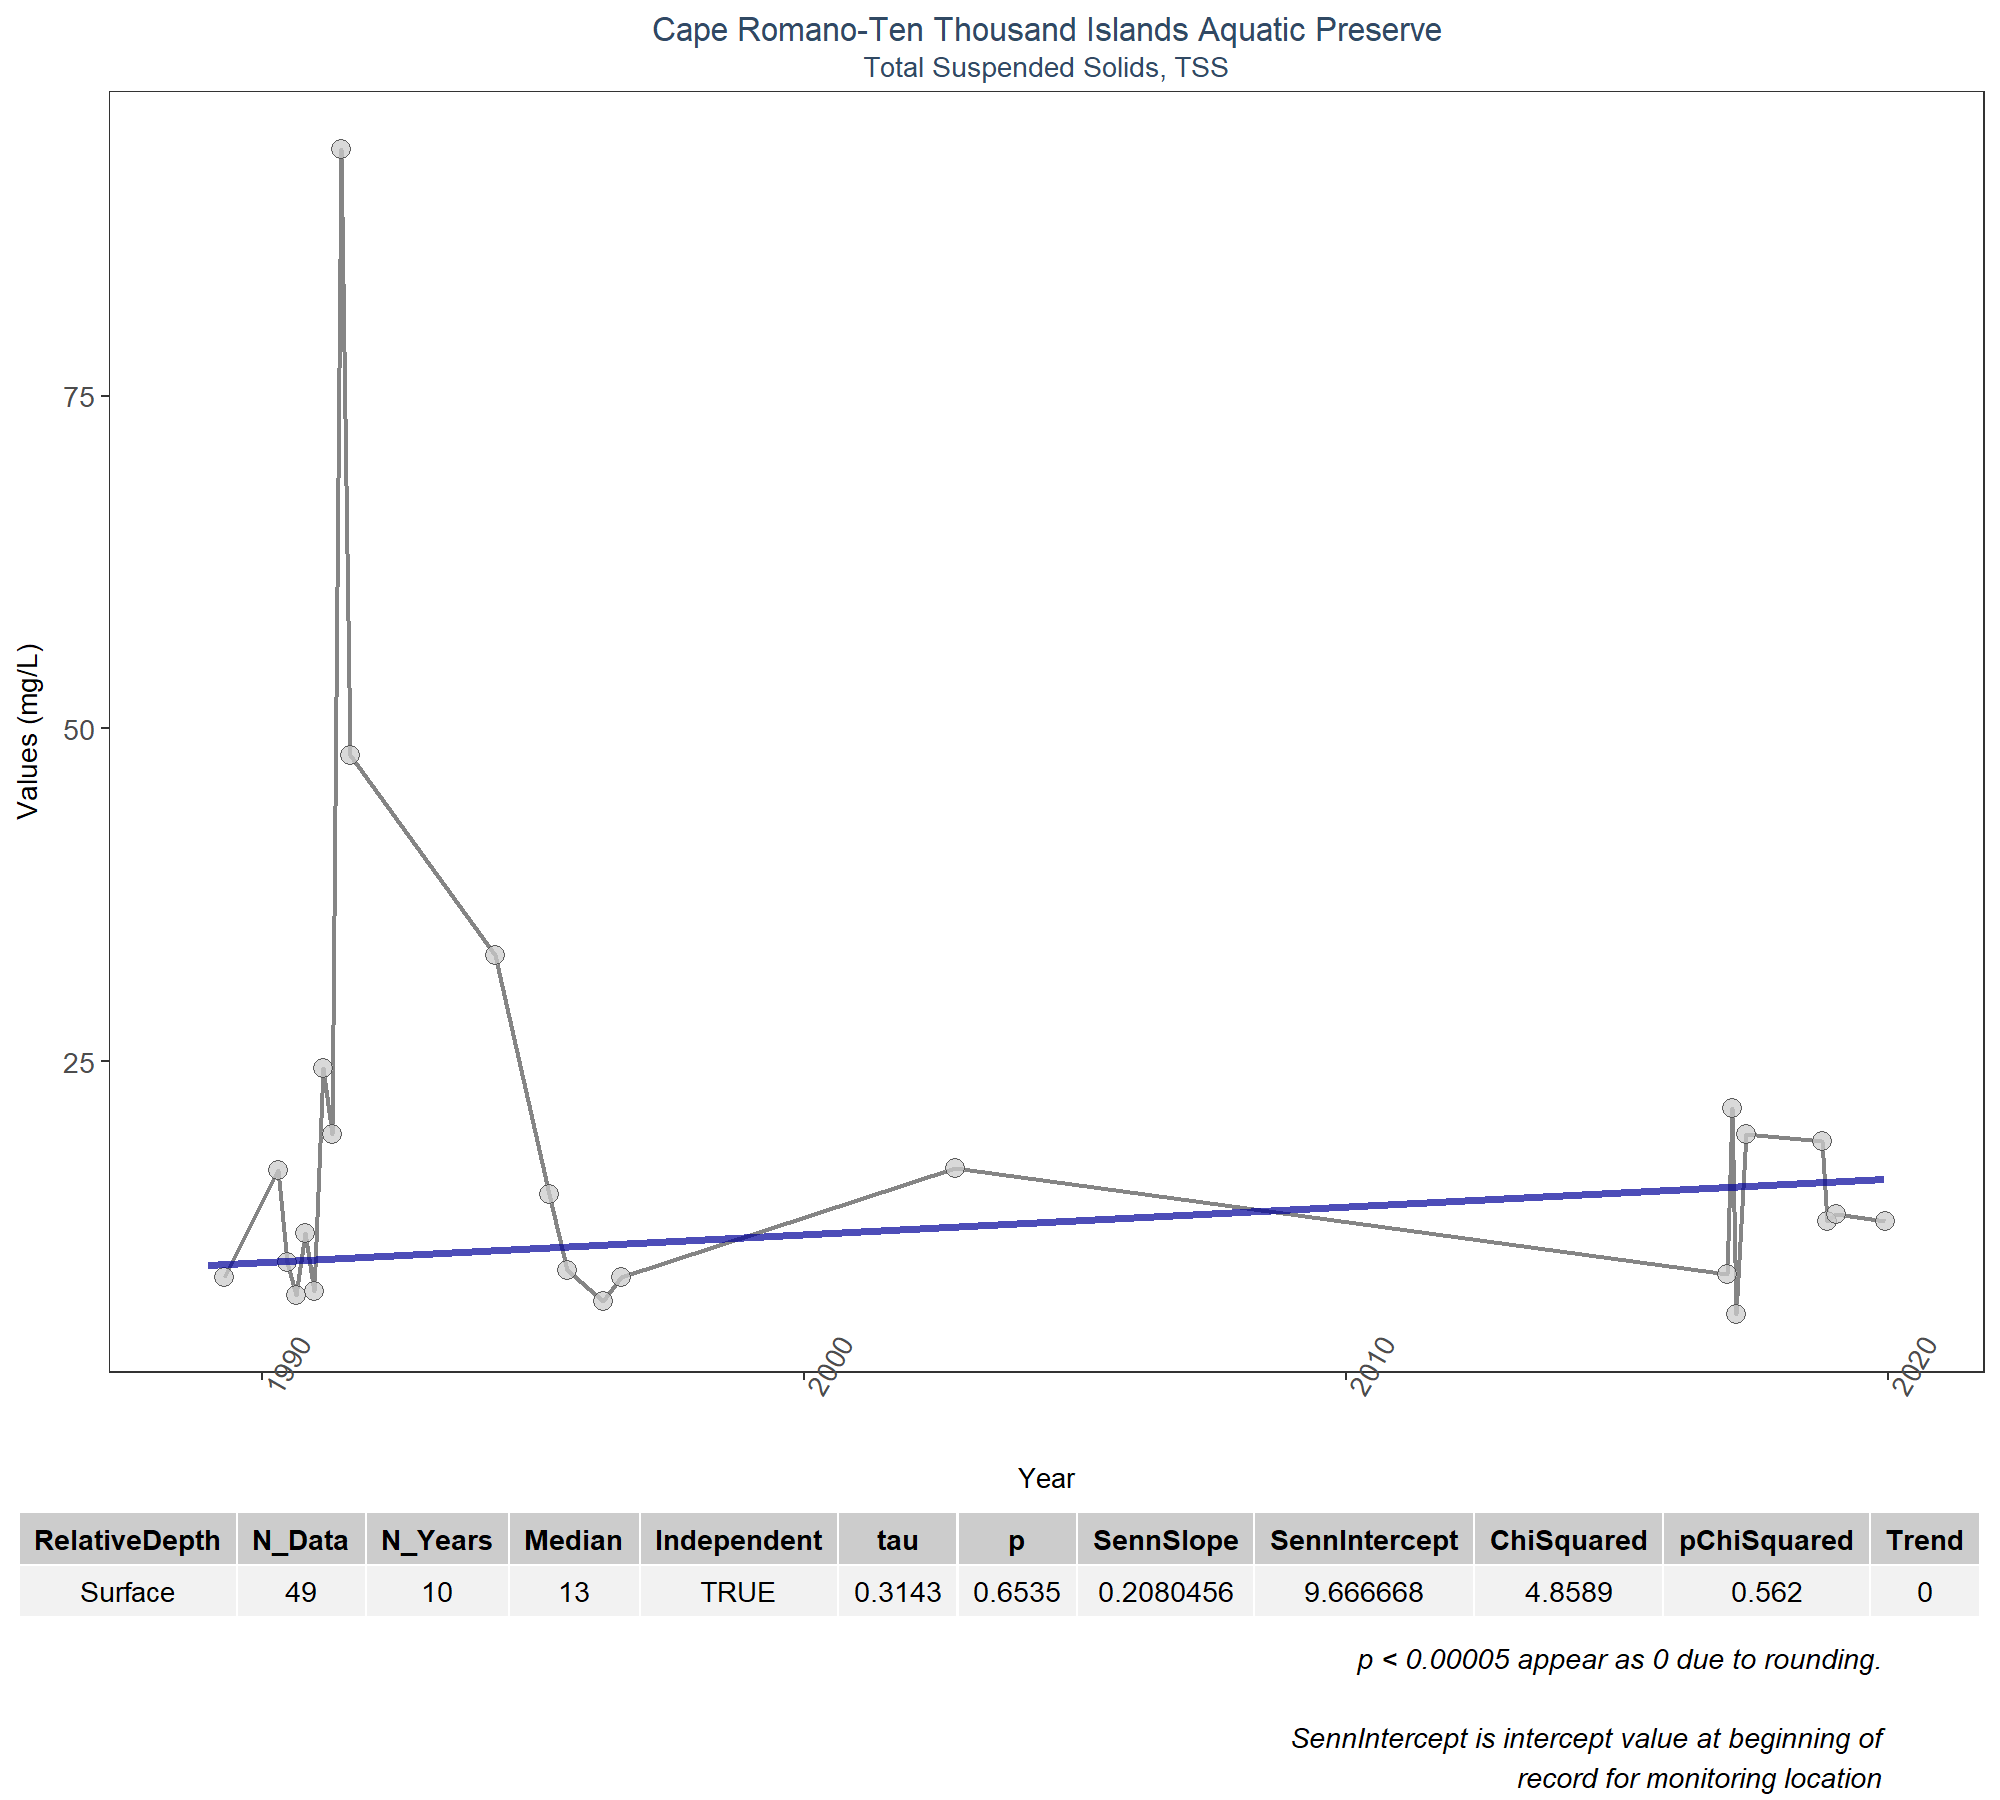 Cape Romano-Ten Thousand Islands Aquatic Preserve
Total Suspended Solids, TSS
Values (mg/L)
75
50
25
1990
2000
2010
2020
Year
RelativeDepth N_Data N_Years Median Independent tau p SennSlope SennIntercept ChiSquared pChiSquared Trend
Surface 49 10 13 TRUE 0.3143 0.6535 0.2080456 9.666668 4.8589 0.562 0
p < 0.00005 appear as 0 due to rounding.
SennIntercept is intercept value at beginning of
record for monitoring location